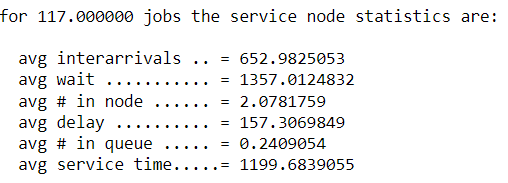 for 117.000000 jobs the service node statistics are:
avg interarrivals .. = 652.9825053
avg wait ........... = 1357.0124832
avg # in node ...... = 2.0781759
avg delay .......... = 157.3069849
avg # in queue ..... = 0.2409054
avg service time.....= 1199.6839055